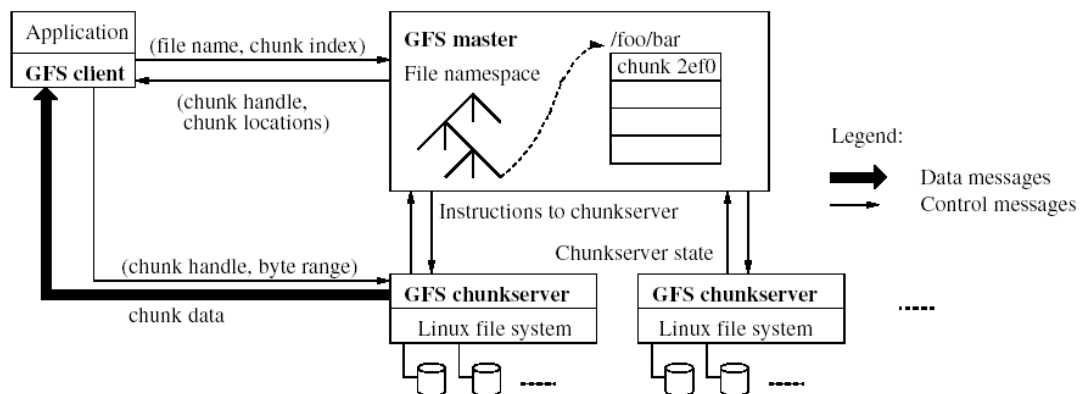 Application
GFS client
(file name, chunk index)
(chunk handle,
chunk locations)
GFS master
File namespace
/foo/bar
chunk 2ef0
Legend:
Data messages
Control messages
Instructions to chunkserver
Chunkserver state
(chunk handle, byte range)
chunk data
GFS chunkserver
Linux file system
GFS chunkserver
Linux file system